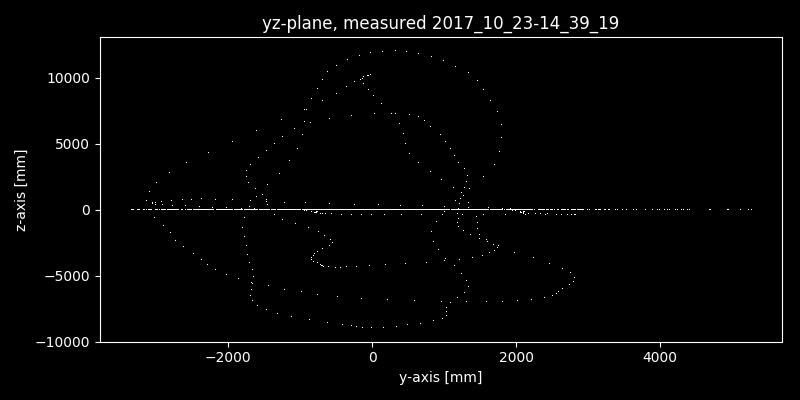 yz-plane, measured 2017_10_23-14_39_19
z-axis [mm]
10000
5000
0
−5000
−10000
−2000 0 2000 4000
y-axis [mm]